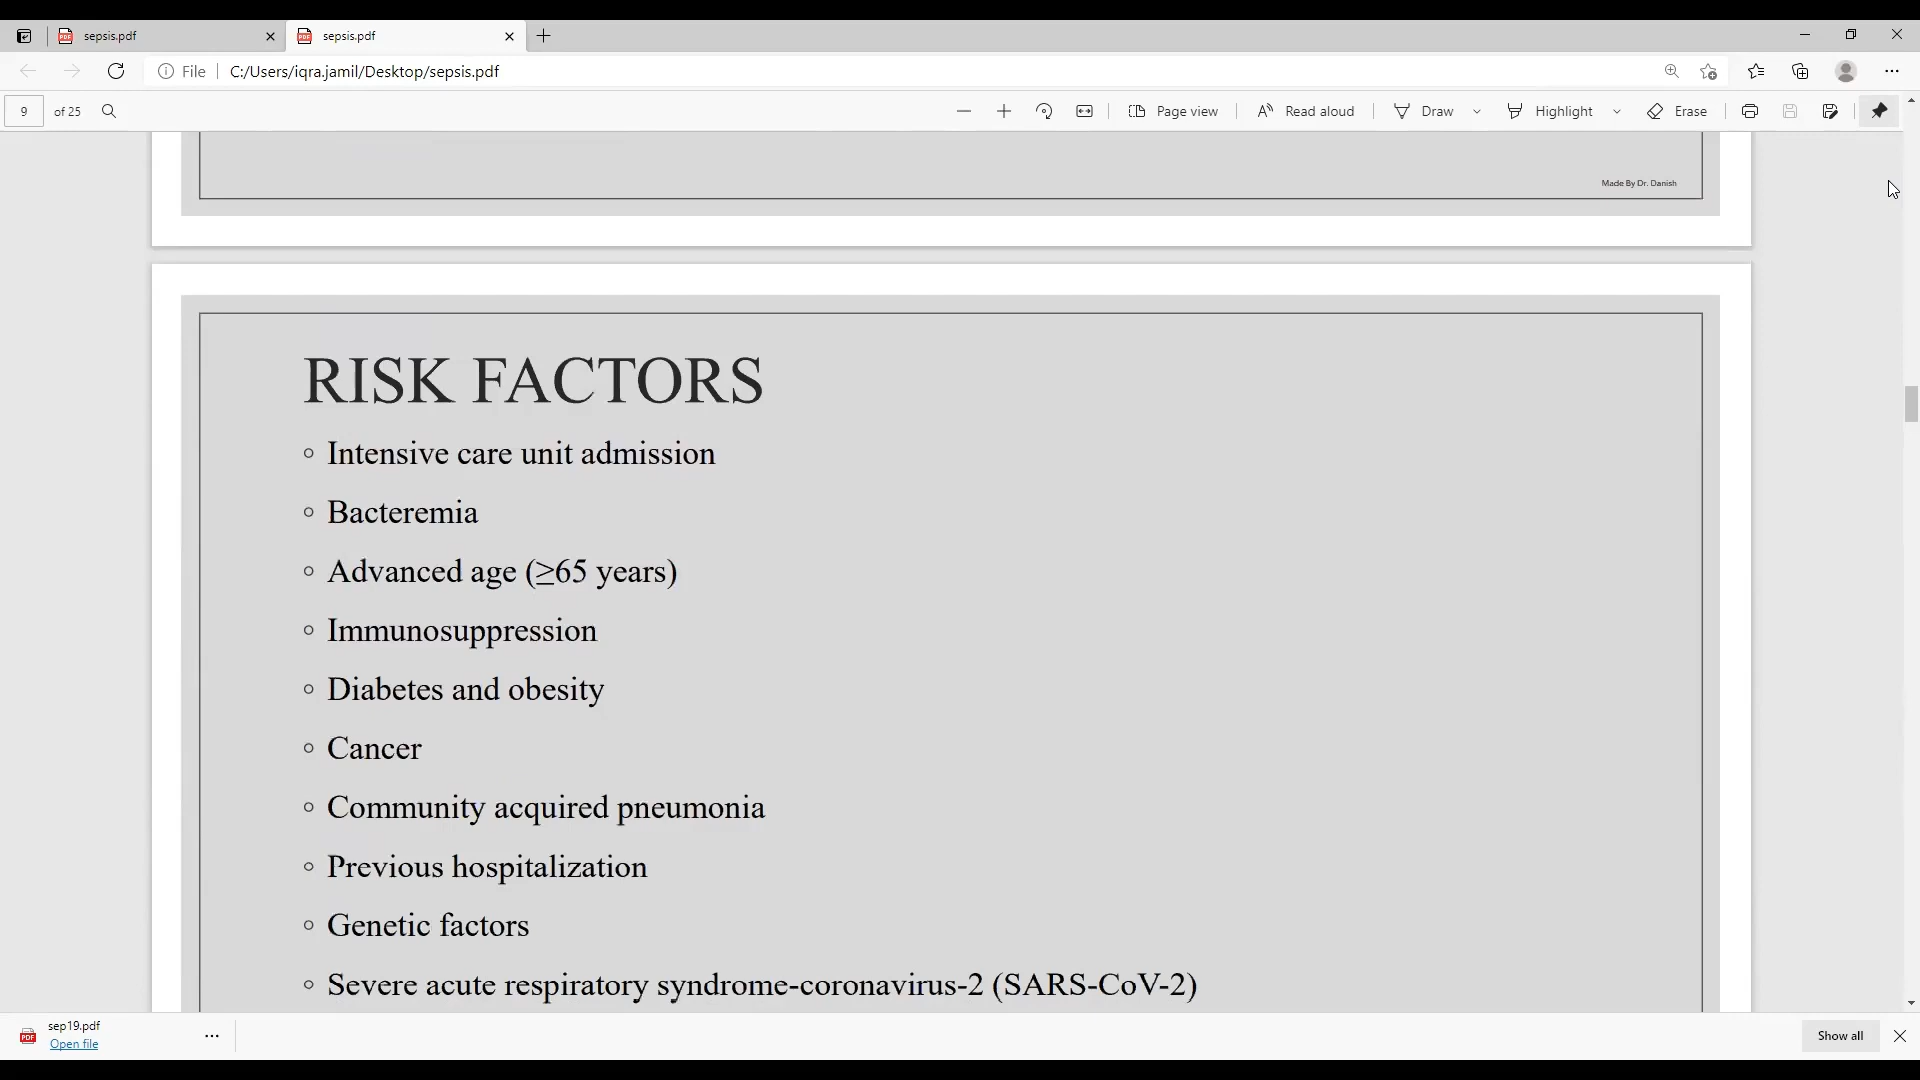 sepsis.pdf
sepsis.pdf
File
C:/Users/iqra.jamil/Desktop/sepsis.pdf
9 of 25
Page view
Read aloud
Draw
Highlight
Erase
Made By Dr. Danish
RISK FACTORS
◦ Intensive care unit admission
◦ Bacteremia
◦ Advanced age (≥65 years)
◦ Immunosuppression
◦ Diabetes and obesity
◦ Cancer
◦ Community acquired pneumonia
◦ Previous hospitalization
◦ Genetic factors
◦ Severe acute respiratory syndrome-coronavirus-2 (SARS-CoV-2)
sep19.pdf
Open file
Show all